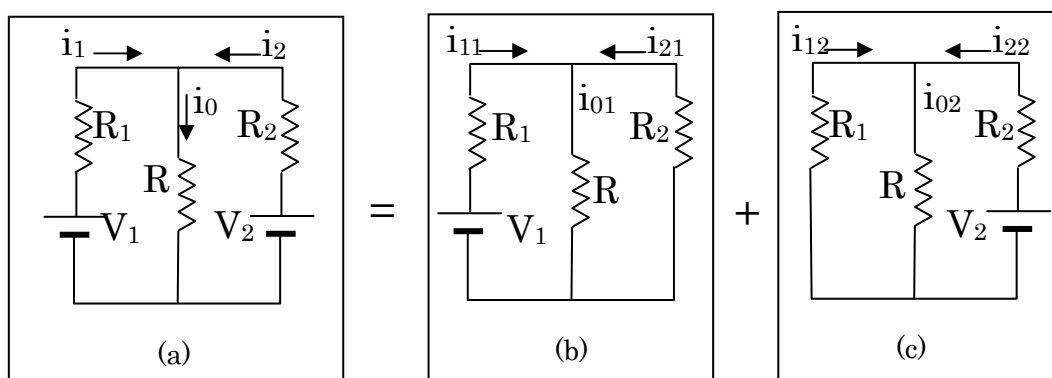 i₁ i₂ i₁₁ i₂₁ i₁₂ i₂₂
i₀ i₀₁ i₀₂
R₁ R₂ R₁ R₂ R₁ R₂
R R R
V₁ V₂ = V₁ + V₂
(a) (b) (c)